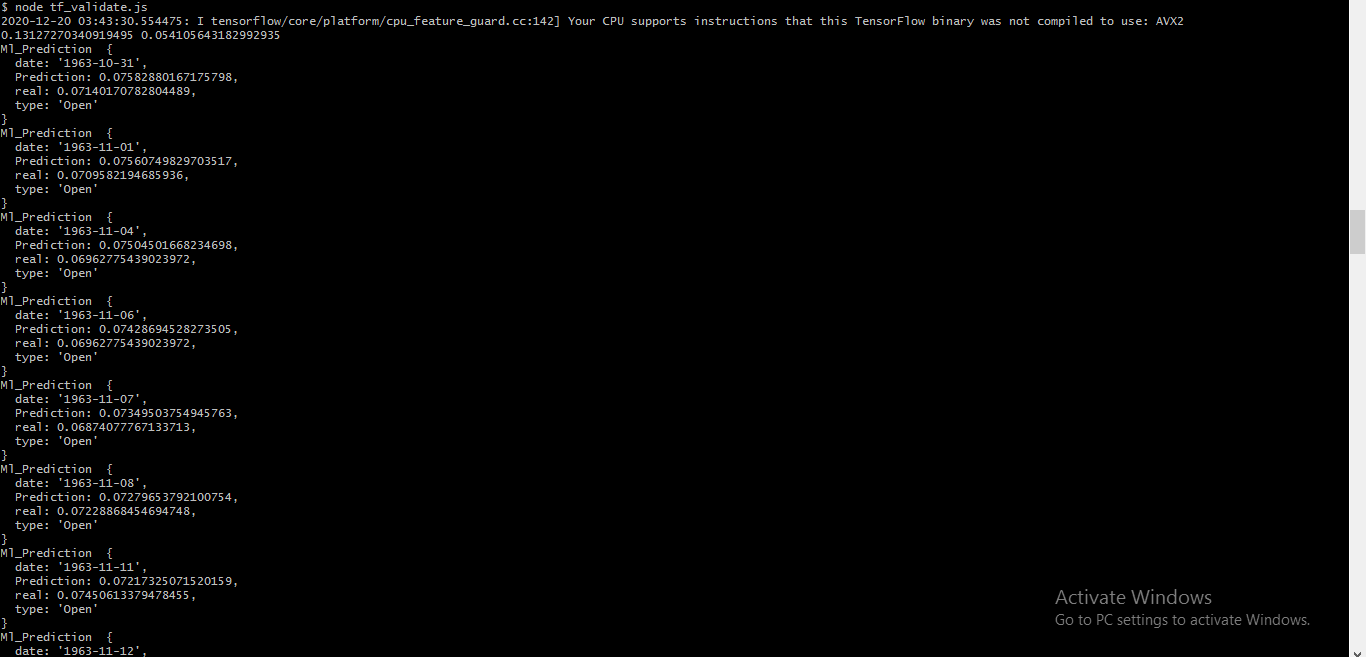 $ node tf_validate.js
2020-12-20 03:43:30.554475: I tensorflow/core/platform/cpu_feature_guard.cc:142] Your CPU supports instructions that this TensorFlow binary was not compiled to use: AVX2
0.13127270340919495 0.054105643182992935
Ml_Prediction  {
  date: '1963-10-31',
  Prediction: 0.07582880167175798,
  real: 0.07140170782804489,
  type: 'Open'
}
Ml_Prediction  {
  date: '1963-11-01',
  Prediction: 0.07560749829703517,
  real: 0.0709582194685936,
  type: 'Open'
}
Ml_Prediction  {
  date: '1963-11-04',
  Prediction: 0.07504501668234698,
  real: 0.06962775439023972,
  type: 'Open'
}
Ml_Prediction  {
  date: '1963-11-06',
  Prediction: 0.07428694528273505,
  real: 0.06962775439023972,
  type: 'Open'
}
Ml_Prediction  {
  date: '1963-11-07',
  Prediction: 0.07349503754945763,
  real: 0.06874077767133713,
  type: 'Open'
}
Ml_Prediction  {
  date: '1963-11-08',
  Prediction: 0.07279653792100754,
  real: 0.07228868454694748,
  type: 'Open'
}
Ml_Prediction  {
  date: '1963-11-11',
  Prediction: 0.07217325071520159,
  real: 0.07450613379478455,
  type: 'Open'
}
Ml_Prediction  {
  date: '1963-11-12',
Activate Windows
Go to PC settings to activate Windows.